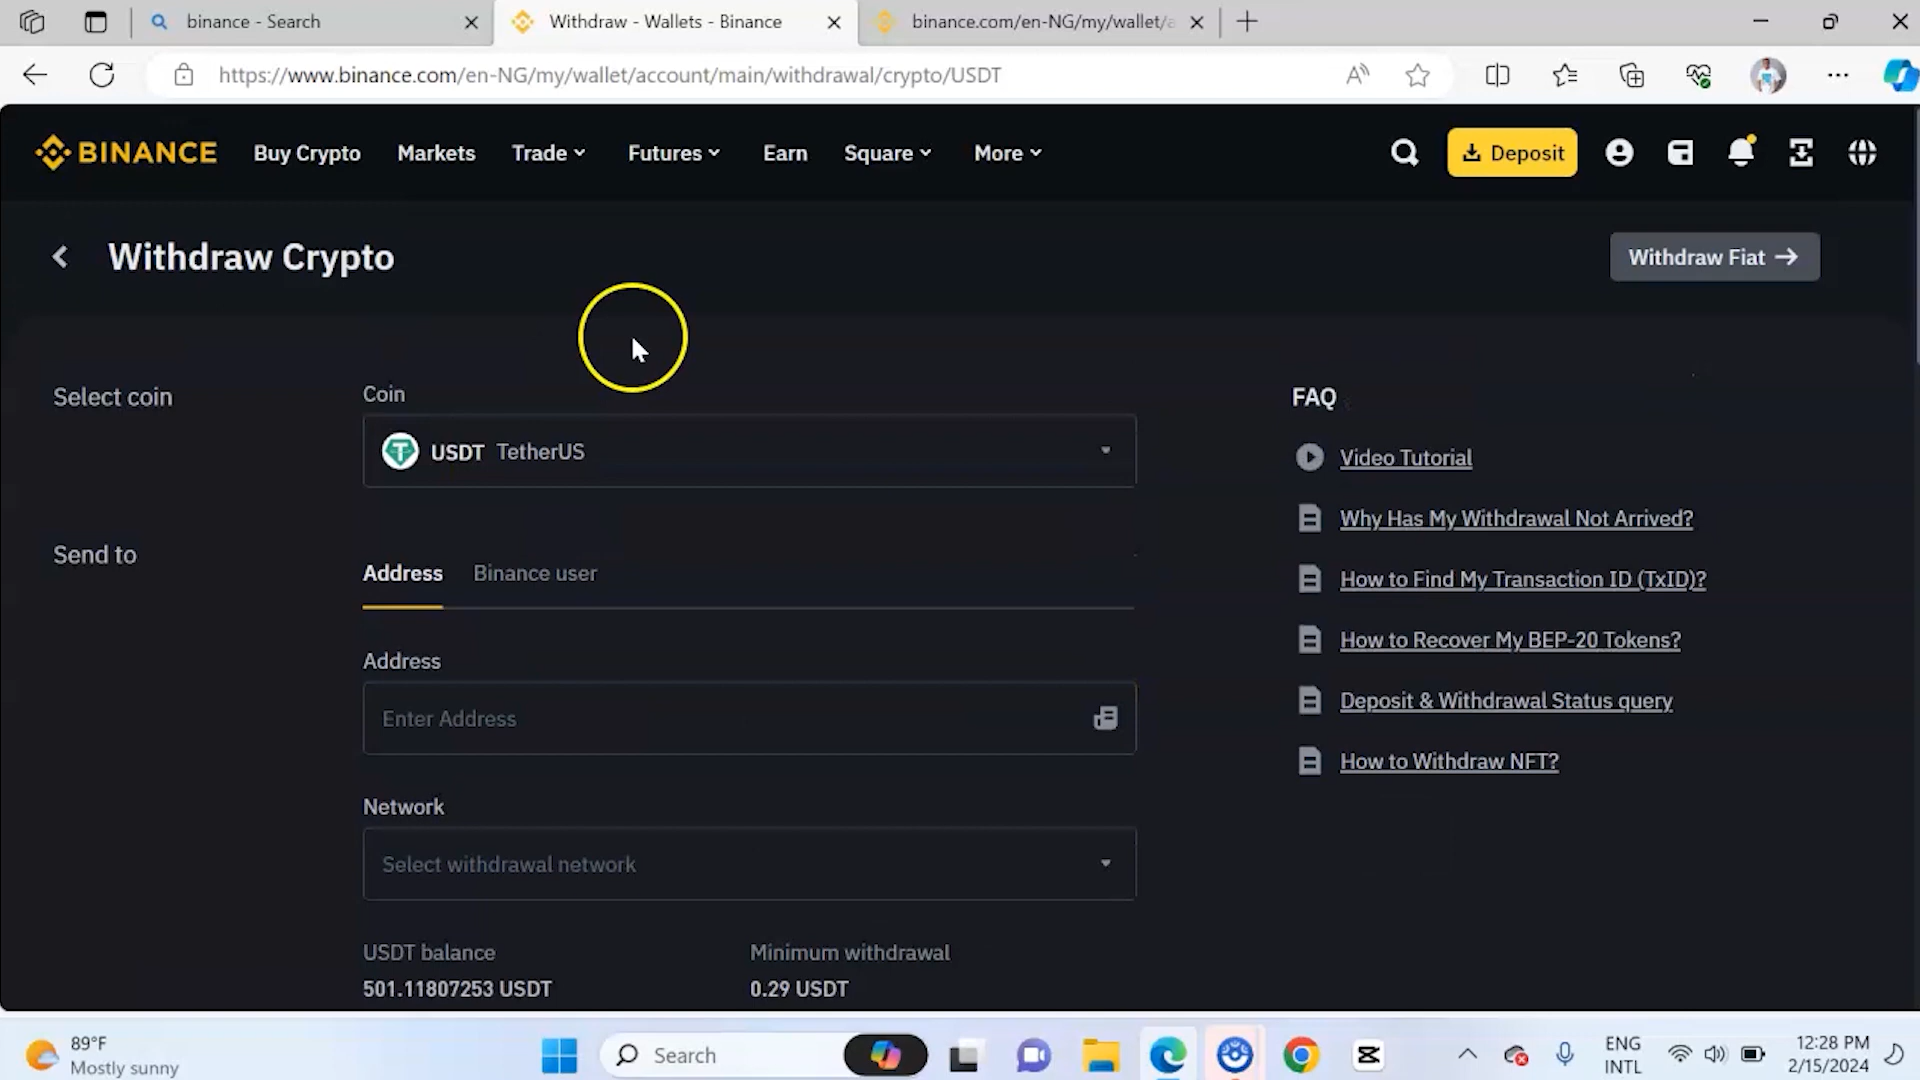 binance - Search
Withdraw - Wallets - Binance
binance.com/en-NG/my/wallet/a
https://www.binance.com/en-NG/my/wallet/account/main/withdrawal/crypto/USDT
BINANCE
Buy Crypto
Markets
Trade
Futures
Earn
Square
More
Deposit
Withdraw Crypto
Withdraw Fiat →
Select coin
Coin
USDT TetherUS
FAQ
Video Tutorial
Why Has My Withdrawal Not Arrived?
How to Find My Transaction ID (TxID)?
How to Recover My BEP-20 Tokens?
Deposit & Withdrawal Status query
How to Withdraw NFT?
Send to
Address
Binance user
Address
Enter Address
Network
Select withdrawal network
USDT balance
501.11807253 USDT
Minimum withdrawal
0.29 USDT
89°F
Mostly sunny
Search
ENG
INTL
12:28 PM
2/15/2024